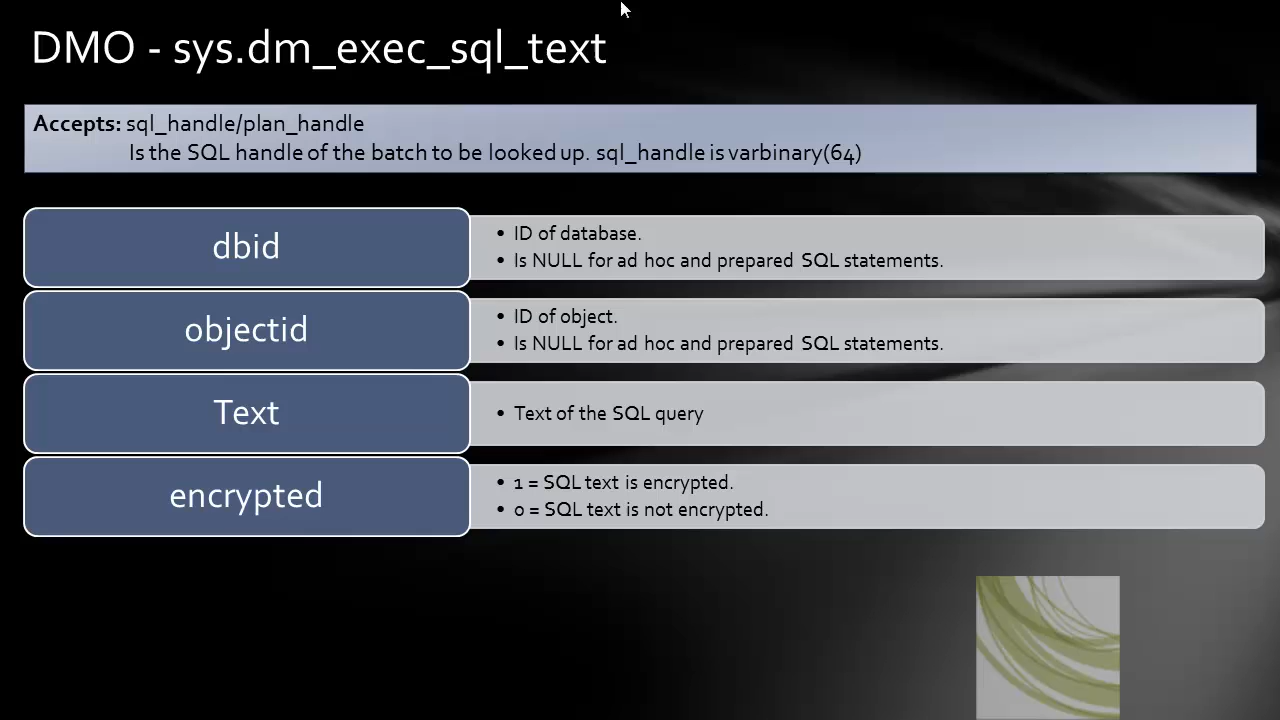 DMO - sys.dm_exec_sql_text
Accepts: sql_handle/plan_handle
Is the SQL handle of the batch to be looked up. sql_handle is varbinary(64)
dbid
• ID of database.
• Is NULL for ad hoc and prepared SQL statements.
objectid
• ID of object.
• Is NULL for ad hoc and prepared SQL statements.
Text
• Text of the SQL query
encrypted
• 1 = SQL text is encrypted.
• 0 = SQL text is not encrypted.